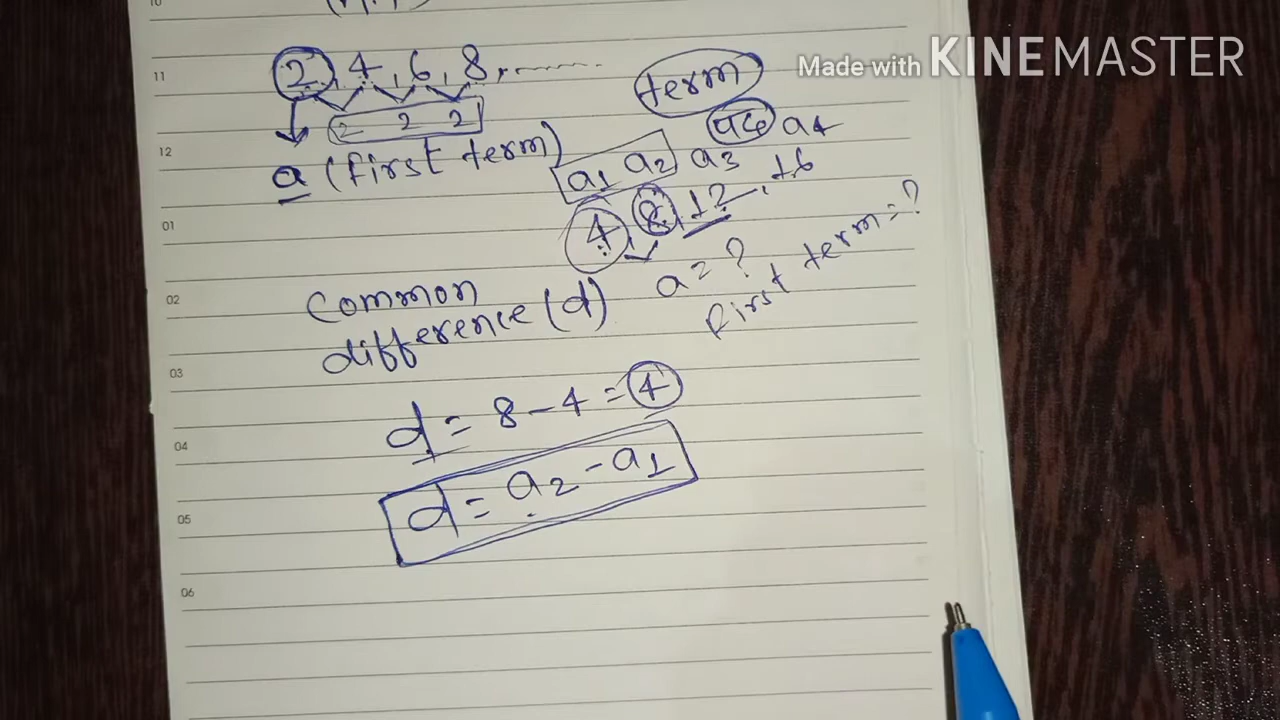 10
11
2, 4, 6, 8, ........
2 2 2
a (first term)
term
a4
a1 a2 a3
4, 8, 12, 16
a = ?
first term = ?
Common
difference (d)
d = 8 - 4 = 4
d = a2 - a1
12
01
02
03
04
05
06
Made with KINEMASTER